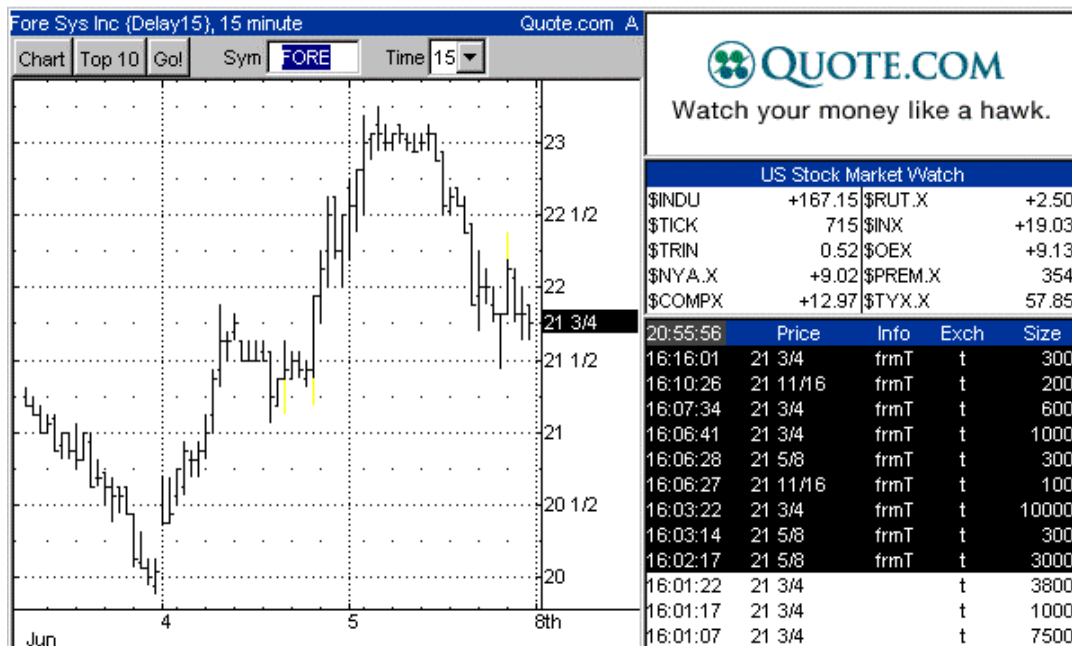 Fore Sys Inc {Delay15}, 15 minute Quote.com A
Chart Top 10 Go! Sym FORE Time 15
23
22 1/2
22
21 3/4
21 1/2
21
20 1/2
20
4 5 8th
Jun
QUOTE.COM
Watch your money like a hawk.
US Stock Market Watch
$INDU +167.15 $RUT.X +2.50
$TICK 715 $INX +19.03
$TRIN 0.52 $OEX +9.13
$NYA.X +9.02 $PREM.X 354
$COMPX +12.97 $TYX.X 57.85
20:55:56 Price Info Exch Size
16:16:01 21 3/4 frmT t 300
16:10:26 21 11/16 frmT t 200
16:07:34 21 3/4 frmT t 600
16:06:41 21 3/4 frmT t 1000
16:06:28 21 5/8 frmT t 300
16:06:27 21 11/16 frmT t 100
16:03:22 21 3/4 frmT t 10000
16:03:14 21 5/8 frmT t 300
16:02:17 21 5/8 frmT t 3000
16:01:22 21 3/4 t 3800
16:01:17 21 3/4 t 1000
16:01:07 21 3/4 t 7500